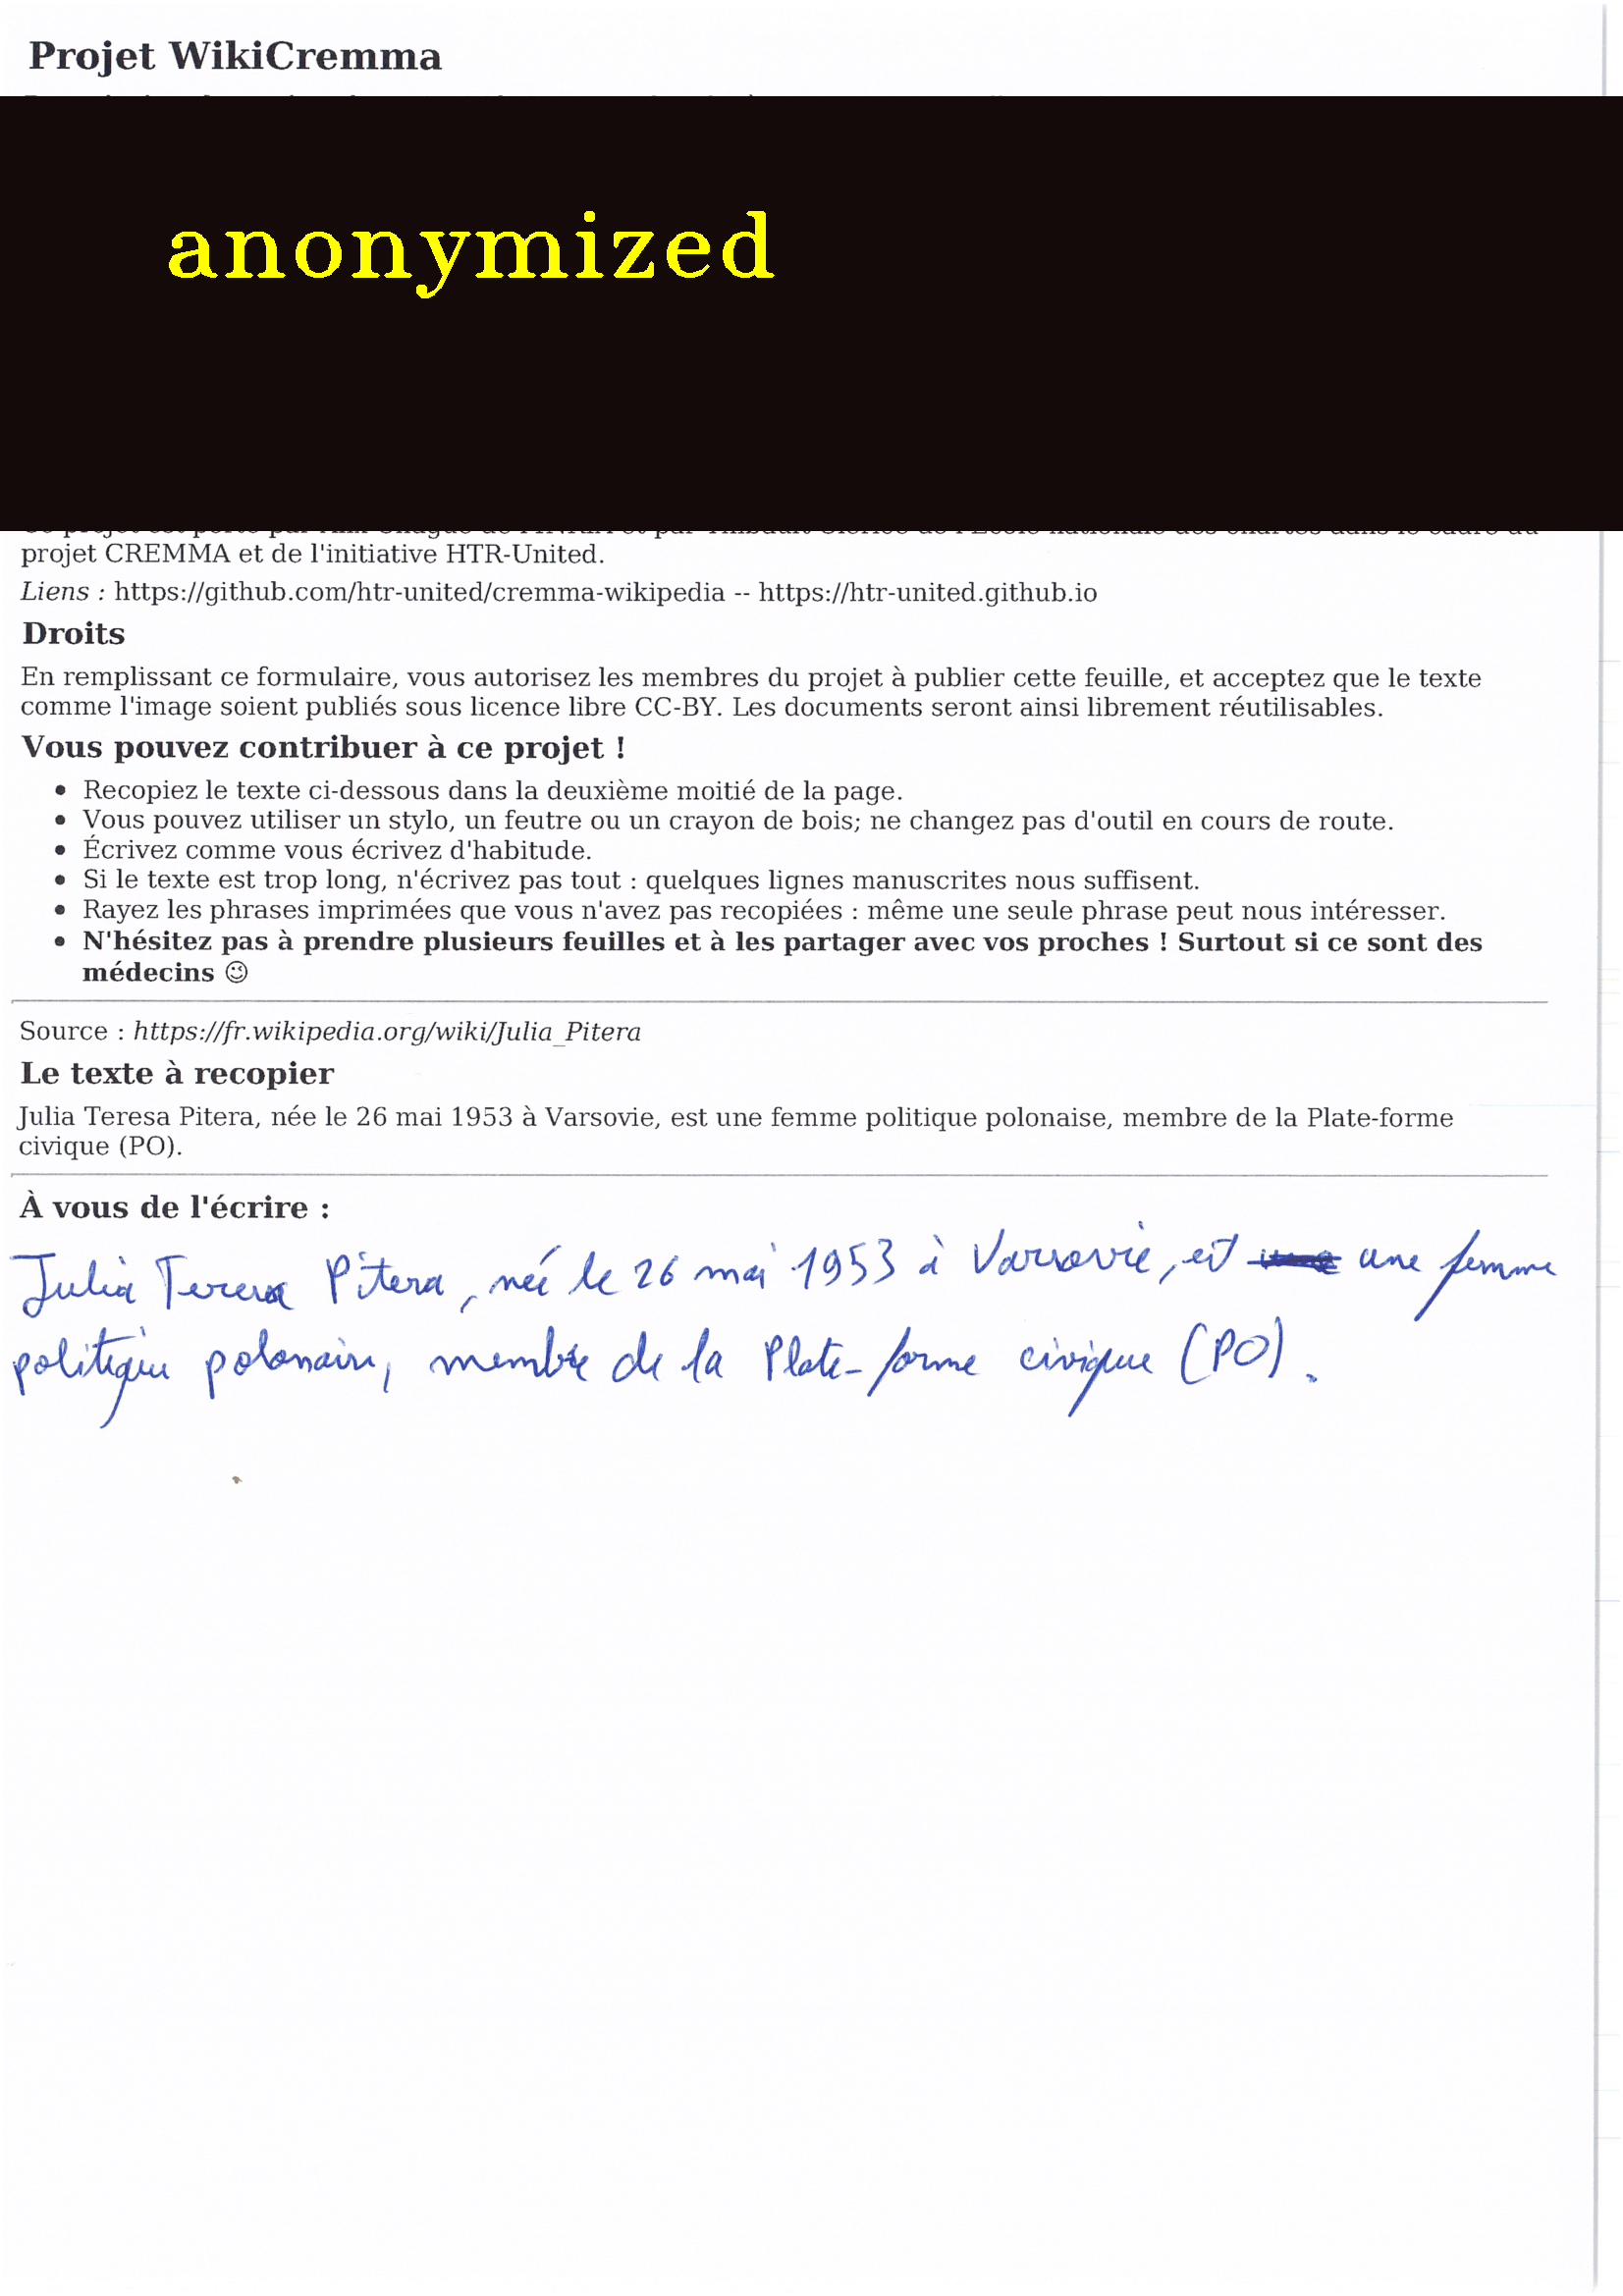 Projet WikiCremma
anonymized
projet CREMMA et de l'initiative HTR-United.
Liens : https://github.com/htr-united/cremma-wikipedia -- https://htr-united.github.io
Droits
En remplissant ce formulaire, vous autorisez les membres du projet à publier cette feuille, et acceptez que le texte
comme l'image soient publiés sous licence libre CC-BY. Les documents seront ainsi librement réutilisables.
Vous pouvez contribuer à ce projet !
• Recopiez le texte ci-dessous dans la deuxième moitié de la page.
• Vous pouvez utiliser un stylo, un feutre ou un crayon de bois; ne changez pas d'outil en cours de route.
• Écrivez comme vous écrivez d'habitude.
• Si le texte est trop long, n'écrivez pas tout : quelques lignes manuscrites nous suffisent.
• Rayez les phrases imprimées que vous n'avez pas recopiées : même une seule phrase peut nous intéresser.
• N'hésitez pas à prendre plusieurs feuilles et à les partager avec vos proches ! Surtout si ce sont des
médecins ☺
Source : https://fr.wikipedia.org/wiki/Julia_Pitera
Le texte à recopier
Julia Teresa Pitera, née le 26 mai 1953 à Varsovie, est une femme politique polonaise, membre de la Plate-forme
civique (PO).
À vous de l'écrire :
Julia Teresa Pitera, née le 26 mai 1953 à Varsovie, est une femme
politique polonaise, membre de la Plate-forme civique (PO).